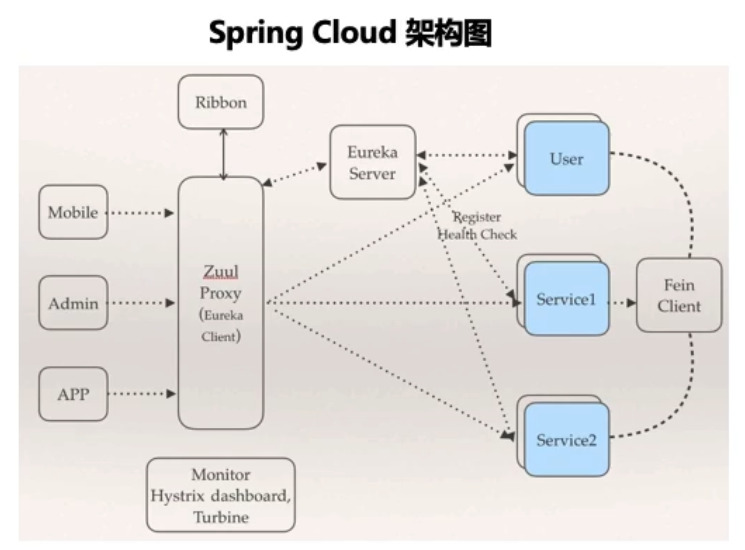 Spring Cloud 架构图
Ribbon
Eureka
Server
User
Mobile
Register
Health Check
Zuul
Proxy
(Eureka
Client)
Admin
Service1
Fein
Client
APP
Service2
Monitor
Hystrix dashboard,
Turbine